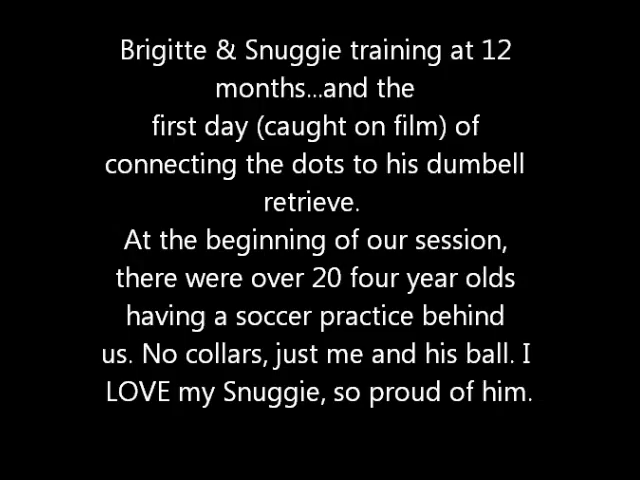 Brigitte & Snuggie training at 12
months...and the
first day (caught on film) of
connecting the dots to his dumbell
retrieve.
At the beginning of our session,
there were over 20 four year olds
having a soccer practice behind
us. No collars, just me and his ball. I
LOVE my Snuggie, so proud of him.